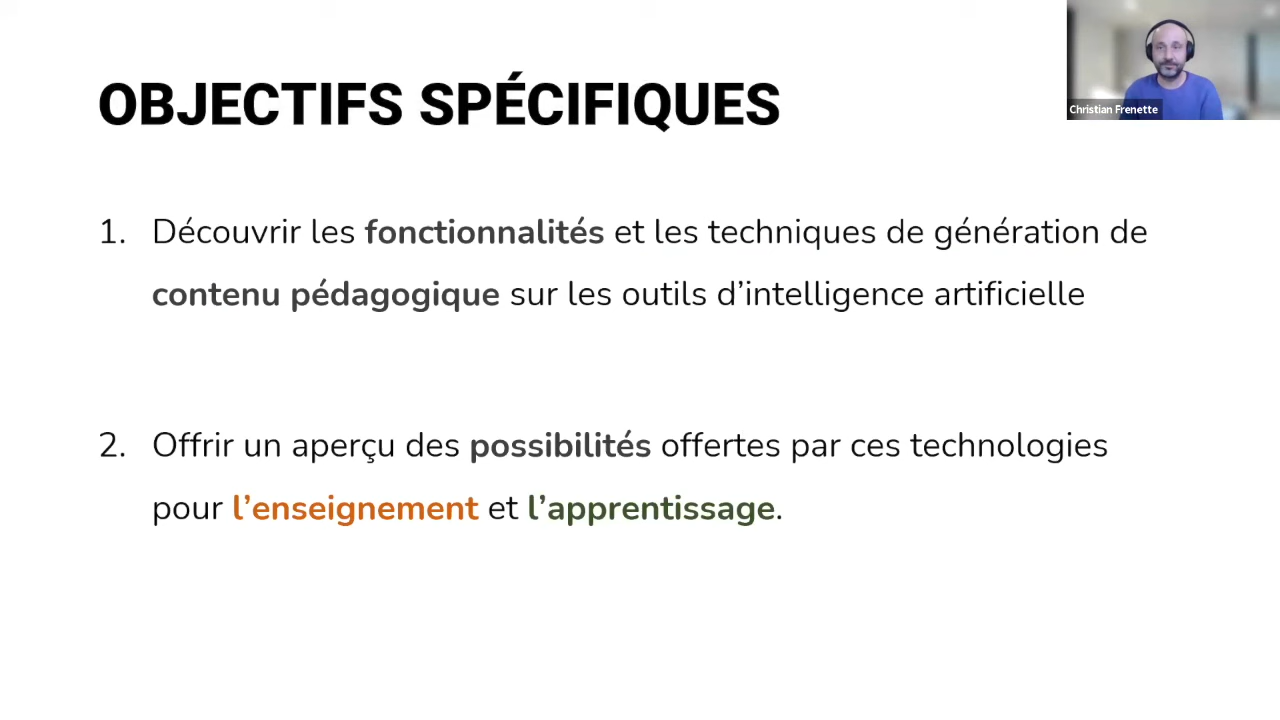 OBJECTIFS SPÉCIFIQUES
Christian Frenette
1. Découvrir les fonctionnalités et les techniques de génération de
contenu pédagogique sur les outils d’intelligence artificielle
2. Offrir un aperçu des possibilités offertes par ces technologies
pour l’enseignement et l’apprentissage.